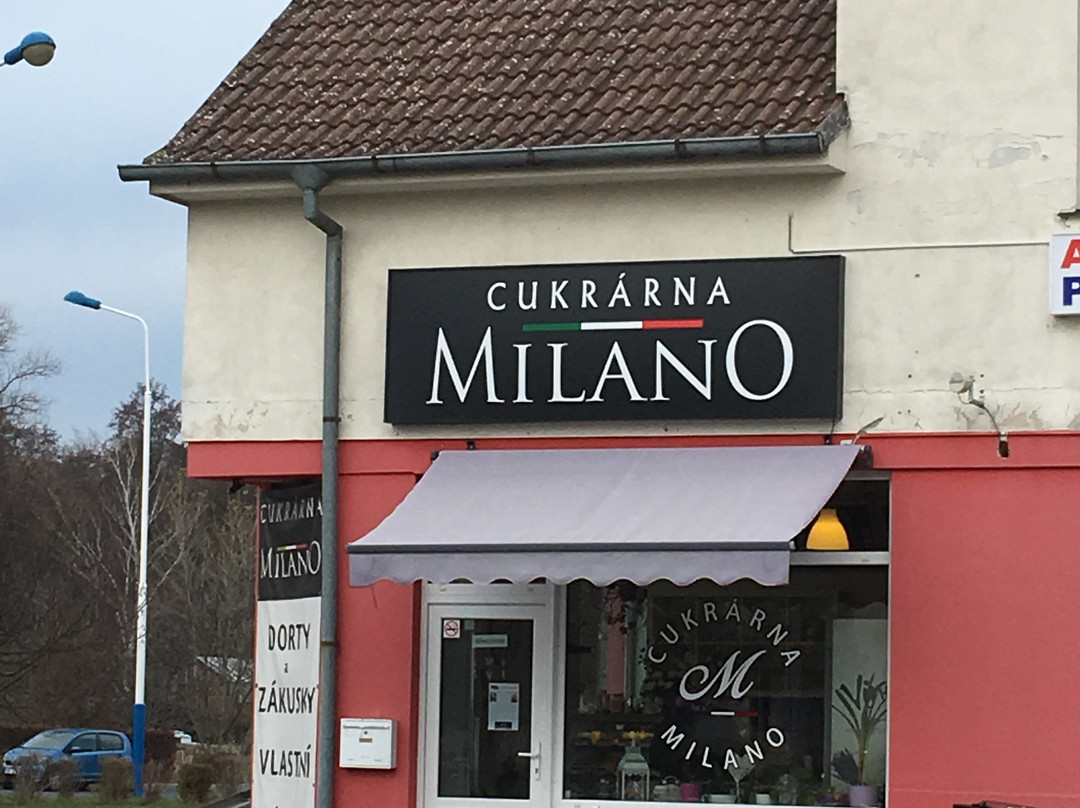 CUKRÁRNA
MILANO
A
P
CUKRÁRNA
MILANO
DORTY
a
ZÁKUSKY
VLASTNÍ
CUKRÁRNA
M
MILANO